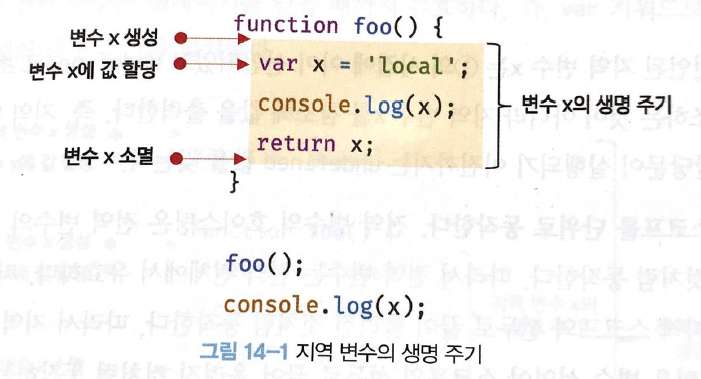 function foo() {
변수 x 생성
변수 x에 값 할당
var x = 'local';
console.log(x);
변수 x의 생명 주기
return x;
변수 x 소멸
}
foo();
console.log(x);
그림 14-1 지역 변수의 생명 주기